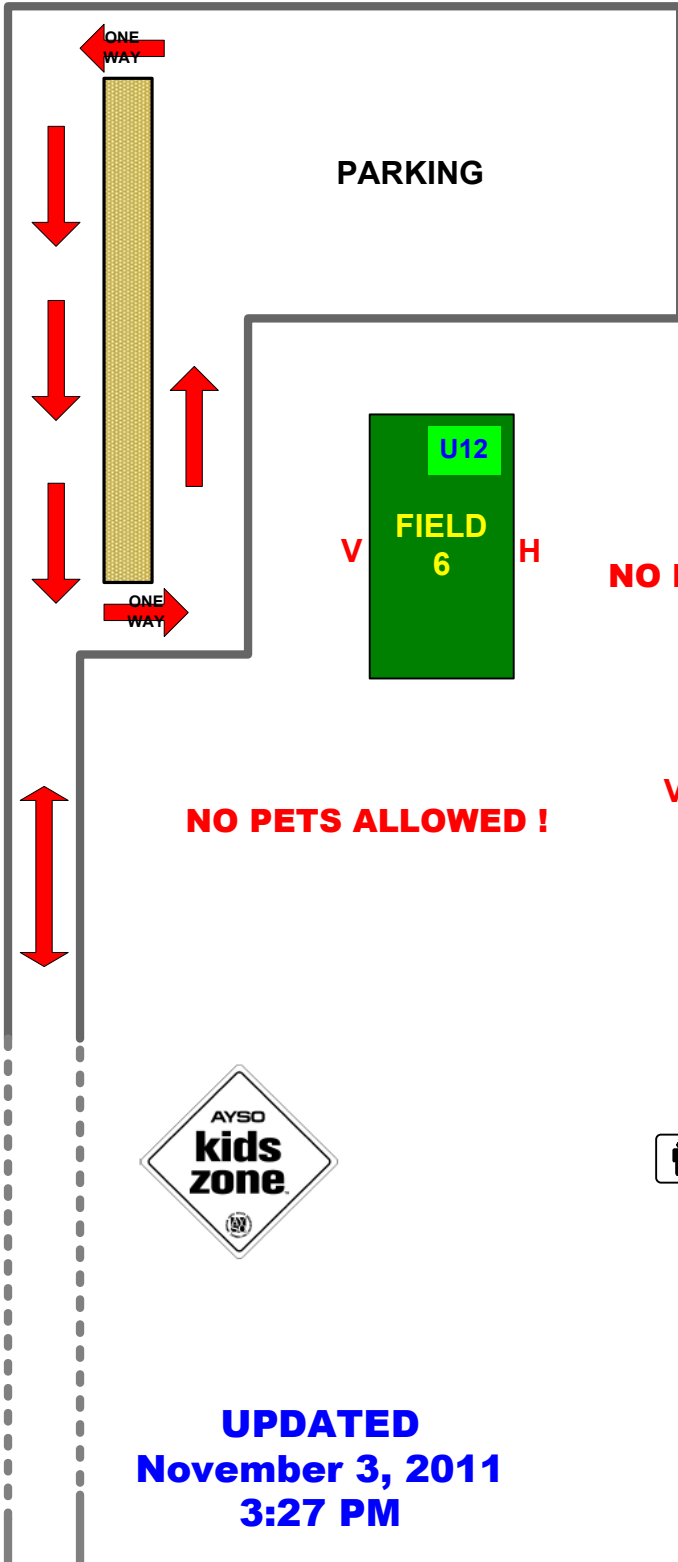 ONE
WAY
PARKING
U12
FIELD
6
V
H
NO
ONE
WAY
V
NO PETS ALLOWED !
AYSO
kids
zone
UPDATED
November 3, 2011
3:27 PM